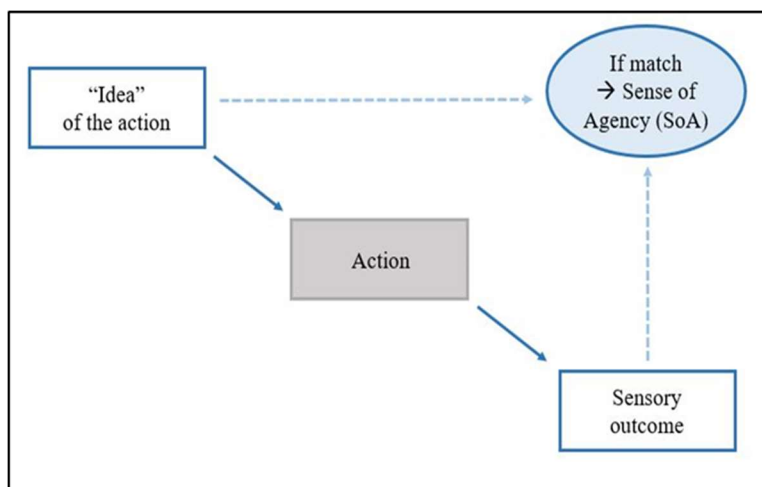 “Idea”
of the action
If match
→ Sense of
Agency (SoA)
Action
Sensory
outcome